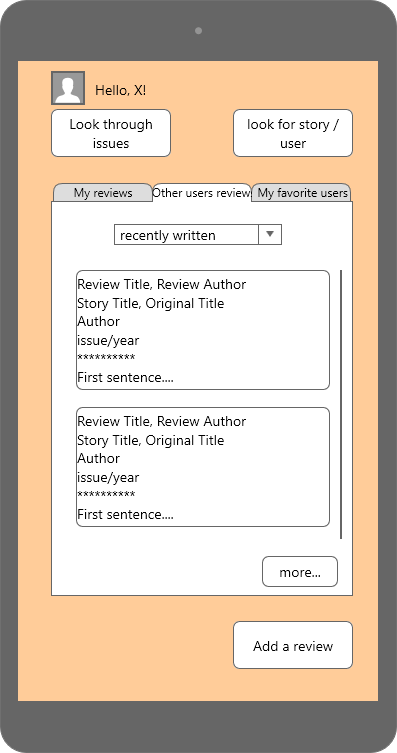 Hello, X!
Look through
issues
look for story /
user
My reviews
Other users review
My favorite users
recently written
Review Title, Review Author
Story Title, Original Title
Author
issue/year
**********
First sentence....
Review Title, Review Author
Story Title, Original Title
Author
issue/year
**********
First sentence....
more...
Add a review